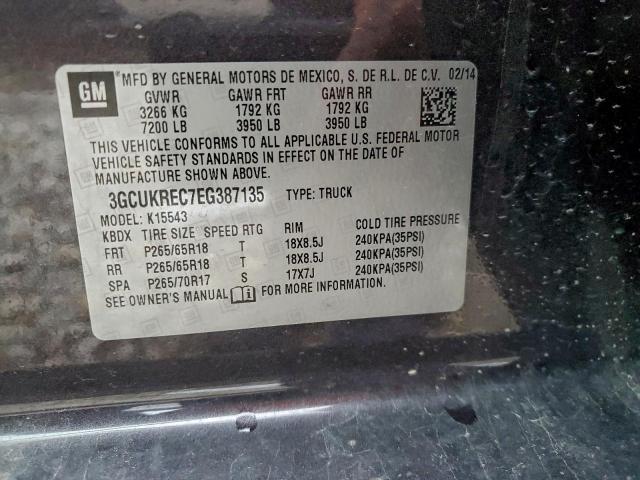 GM *MFD BY GENERAL MOTORS DE MEXICO, S. DE R.L. DE C.V. 02/14
GVWR GAWR FRT GAWR RR
3266 KG 1792 KG 1792 KG
7200 LB 3950 LB 3950 LB
THIS VEHICLE CONFORMS TO ALL APPLICABLE U.S. FEDERAL MOTOR
VEHICLE SAFETY STANDARDS IN EFFECT ON THE DATE OF
MANUFACTURE SHOWN ABOVE.
3GCUKREC7EG387135 TYPE: TRUCK
MODEL: K15543
KBDX TIRE SIZE SPEED RTG RIM COLD TIRE PRESSURE
FRT P265/65R18 T 18X8.5J 240KPA(35PSI)
RR P265/65R18 T 18X8.5J 240KPA(35PSI)
SPA P265/70R17 S 17X7J 240KPA(35PSI)
SEE OWNER'S MANUAL FOR MORE INFORMATION.